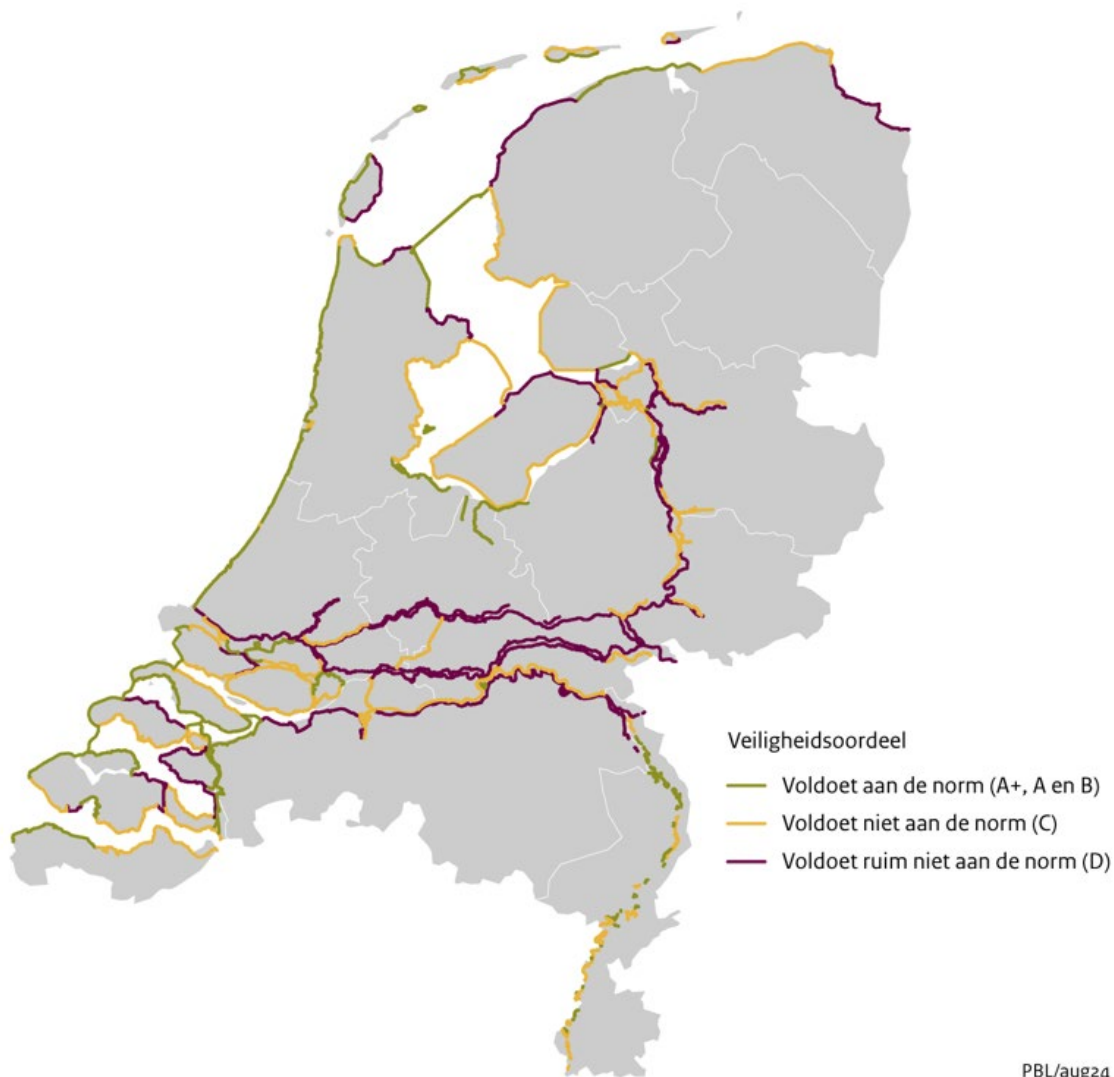 Veiligheidsoordeel
Voldoet aan de norm (A+, A en B)
Voldoet niet aan de norm (C)
Voldoet ruim niet aan de norm (D)
PBL/aug24